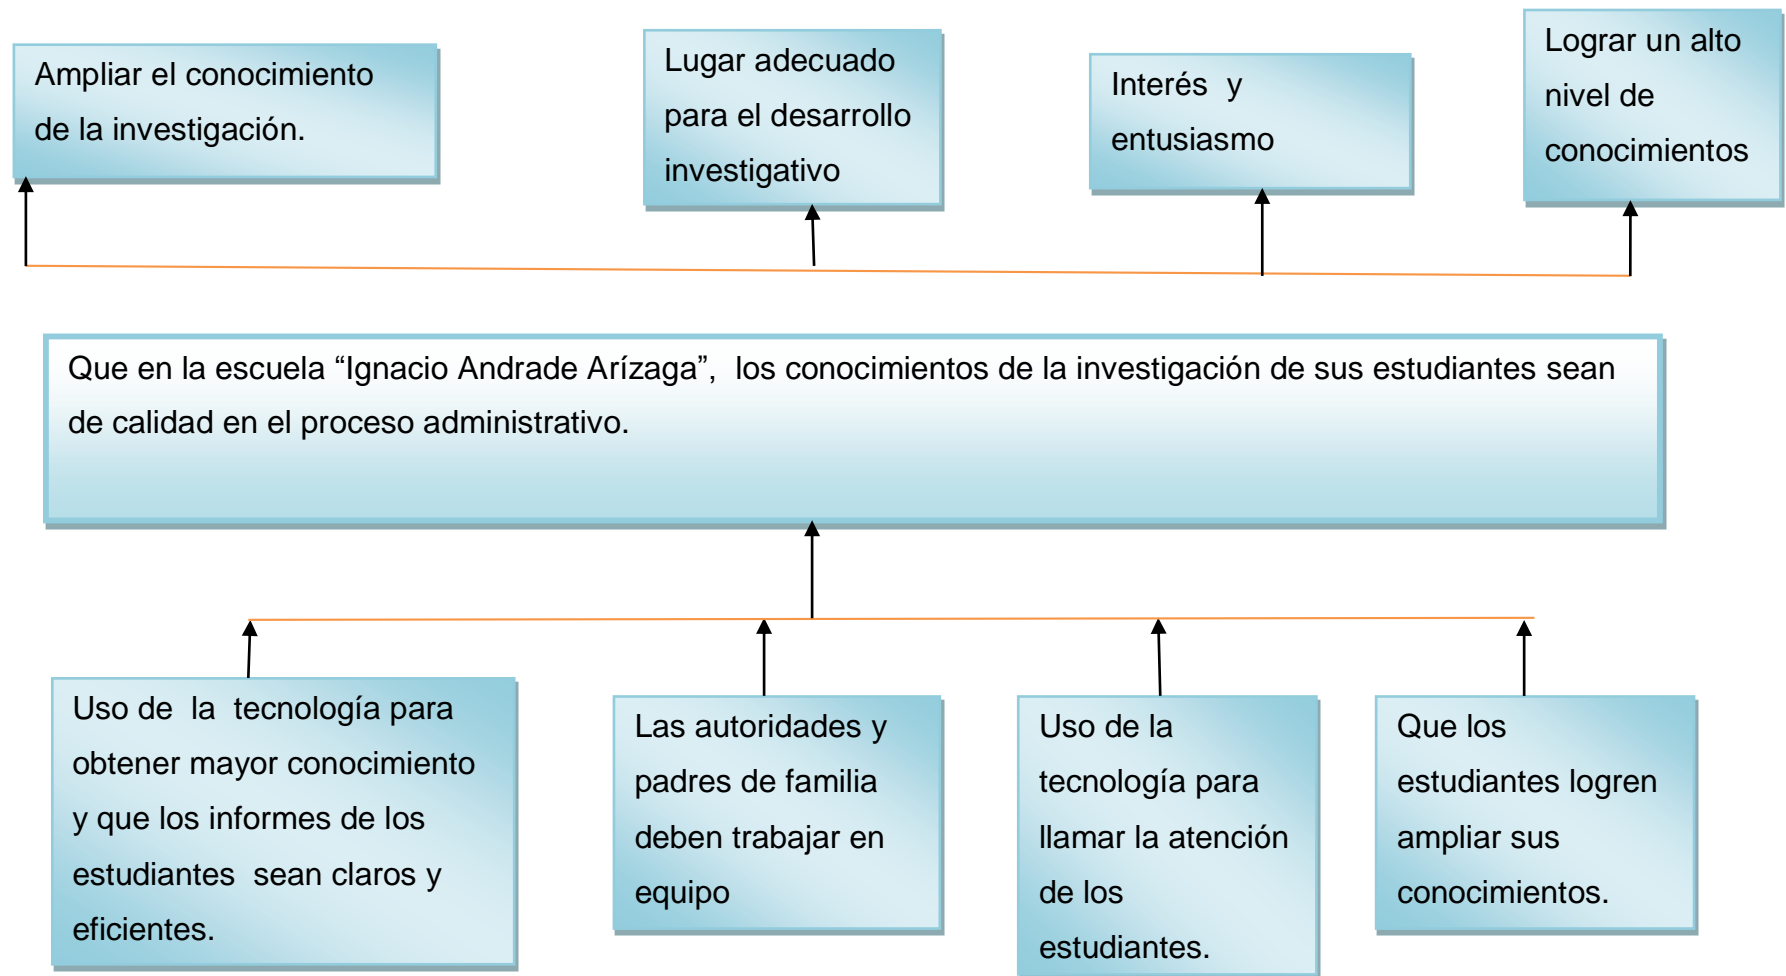 Ampliar el conocimiento
de la investigación.
Lugar adecuado
para el desarrollo
investigativo
Interés y
entusiasmo
Lograr un alto
nivel de
conocimientos
Que en la escuela “Ignacio Andrade Arízaga”, los conocimientos de la investigación de sus estudiantes sean
de calidad en el proceso administrativo.
Uso de la tecnología para
obtener mayor conocimiento
y que los informes de los
estudiantes sean claros y
eficientes.
Las autoridades y
padres de familia
deben trabajar en
equipo
Uso de la
tecnología para
llamar la atención
de los
estudiantes.
Que los
estudiantes logren
ampliar sus
conocimientos.